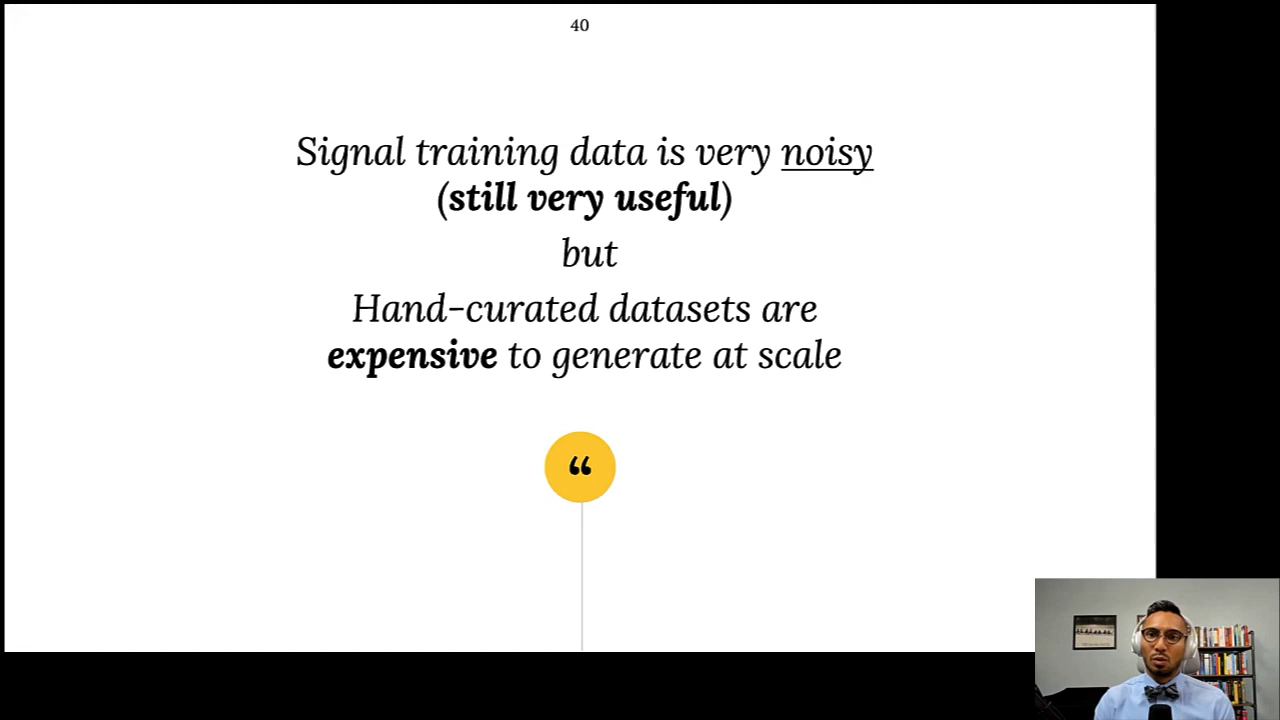 40
Signal training data is very noisy
(still very useful)
but
Hand-curated datasets are
expensive to generate at scale
“